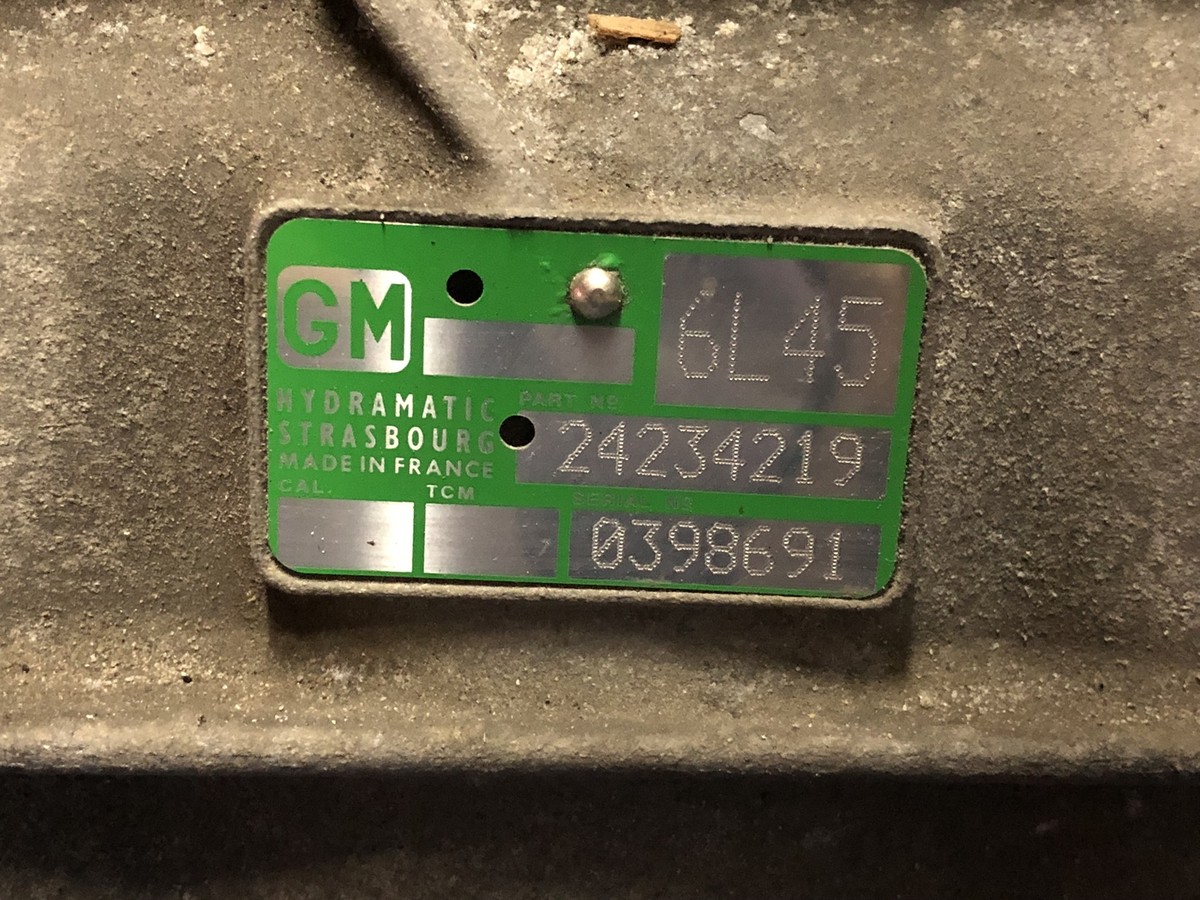 GM
6L45
HYDRAMATIC
STRASBOURG
MADE IN FRANCE
PART Nº
24234219
CAL.
TCM
SERIAL Nº
0398691